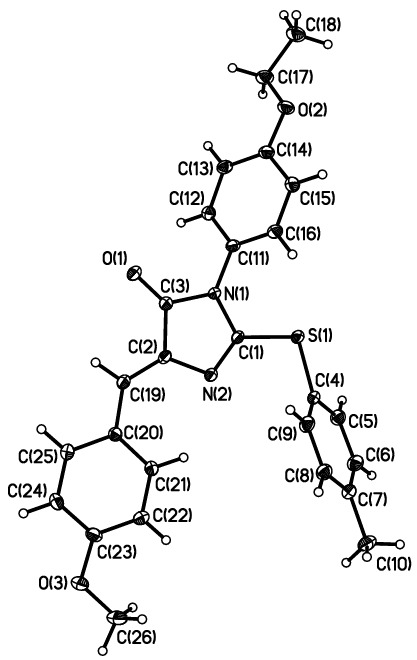 C(18)
C(17)
O(2)
C(14)
C(13)
C(15)
C(12)
C(16)
C(11)
O(1)
C(3)
N(1)
C(2)
C(1)
S(1)
N(2)
C(19)
C(4)
C(5)
C(9)
C(20)
C(25)
C(6)
C(21)
C(8)
C(7)
C(24)
C(22)
C(23)
C(10)
O(3)
C(26)